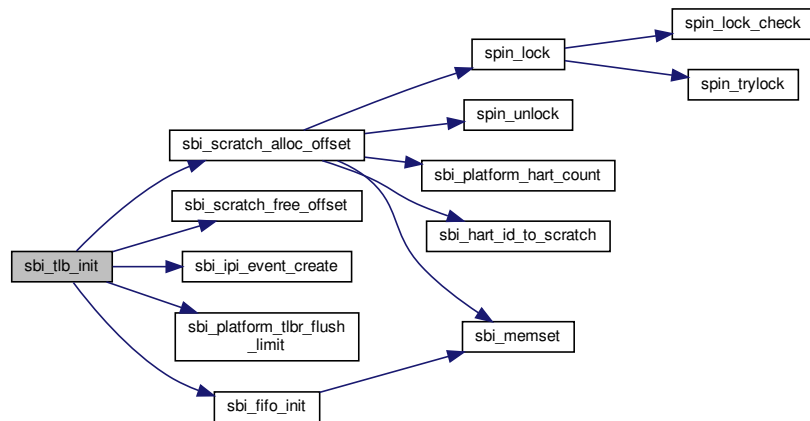 spin_lock_check
spin_lock
spin_trylock
spin_unlock
sbi_scratch_alloc_offset
sbi_platform_hart_count
sbi_scratch_free_offset
sbi_hart_id_to_scratch
sbi_tlb_init
sbi_ipi_event_create
sbi_platform_tlbr_flush
_limit
sbi_memset
sbi_fifo_init